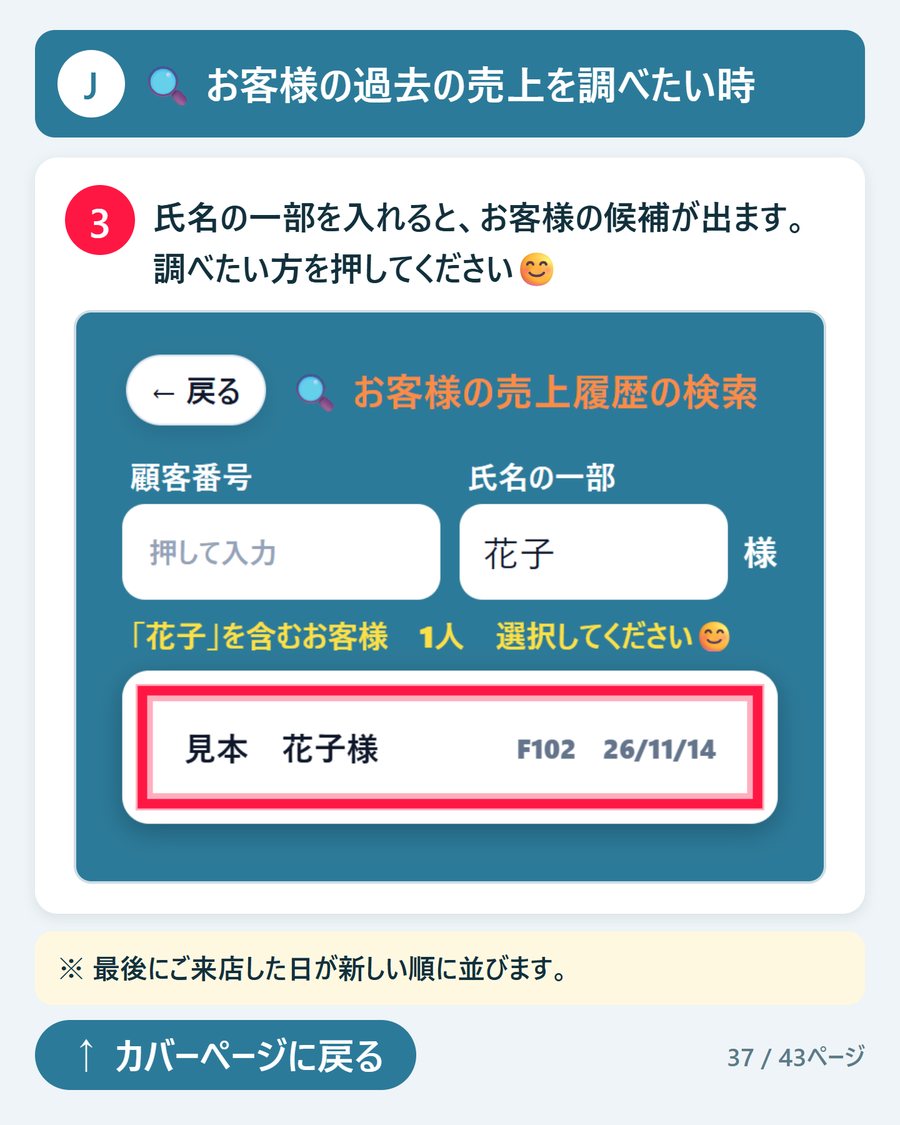 J 🔍 お客様の過去の売上を調べたい時
3 氏名の一部を入れると、お客様の候補が出ます。
調べたい方を押してください😊
← 戻る 🔍 お客様の売上履歴の検索
顧客番号 氏名の一部
押して入力 花子 様
「花子」を含むお客様　1人　選択してください😊
見本　花子様 F102 26/11/14
※ 最後にご来店した日が新しい順に並びます。
↑ カバーページに戻る 37 / 43ページ